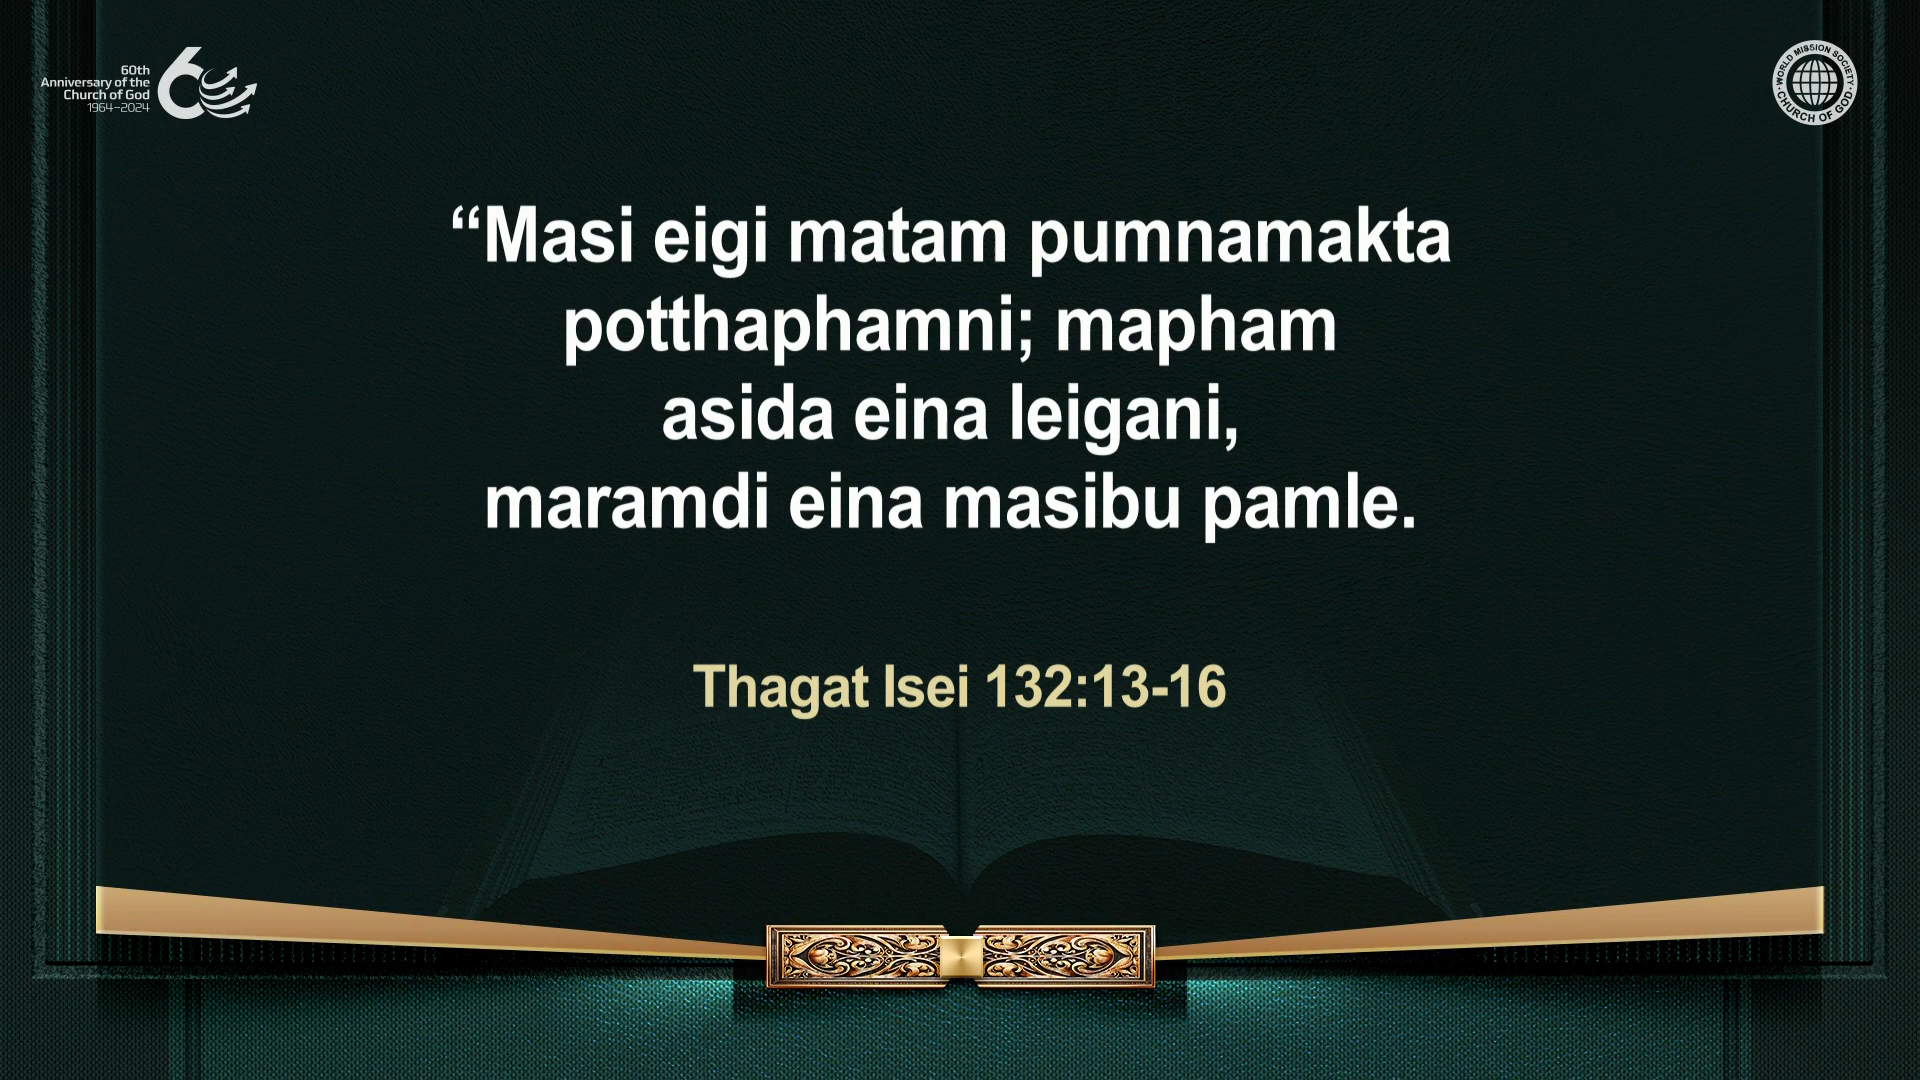 60th
Anniversary of the
Church of God
1964–2024
60
WORLD MISSION SOCIETY
CHURCH OF GOD
“Masi eigi matam pumnamakta
potthaphamni; mapham
asida eina leigani,
maramdi eina masibu pamle.
Thagat Isei 132:13-16